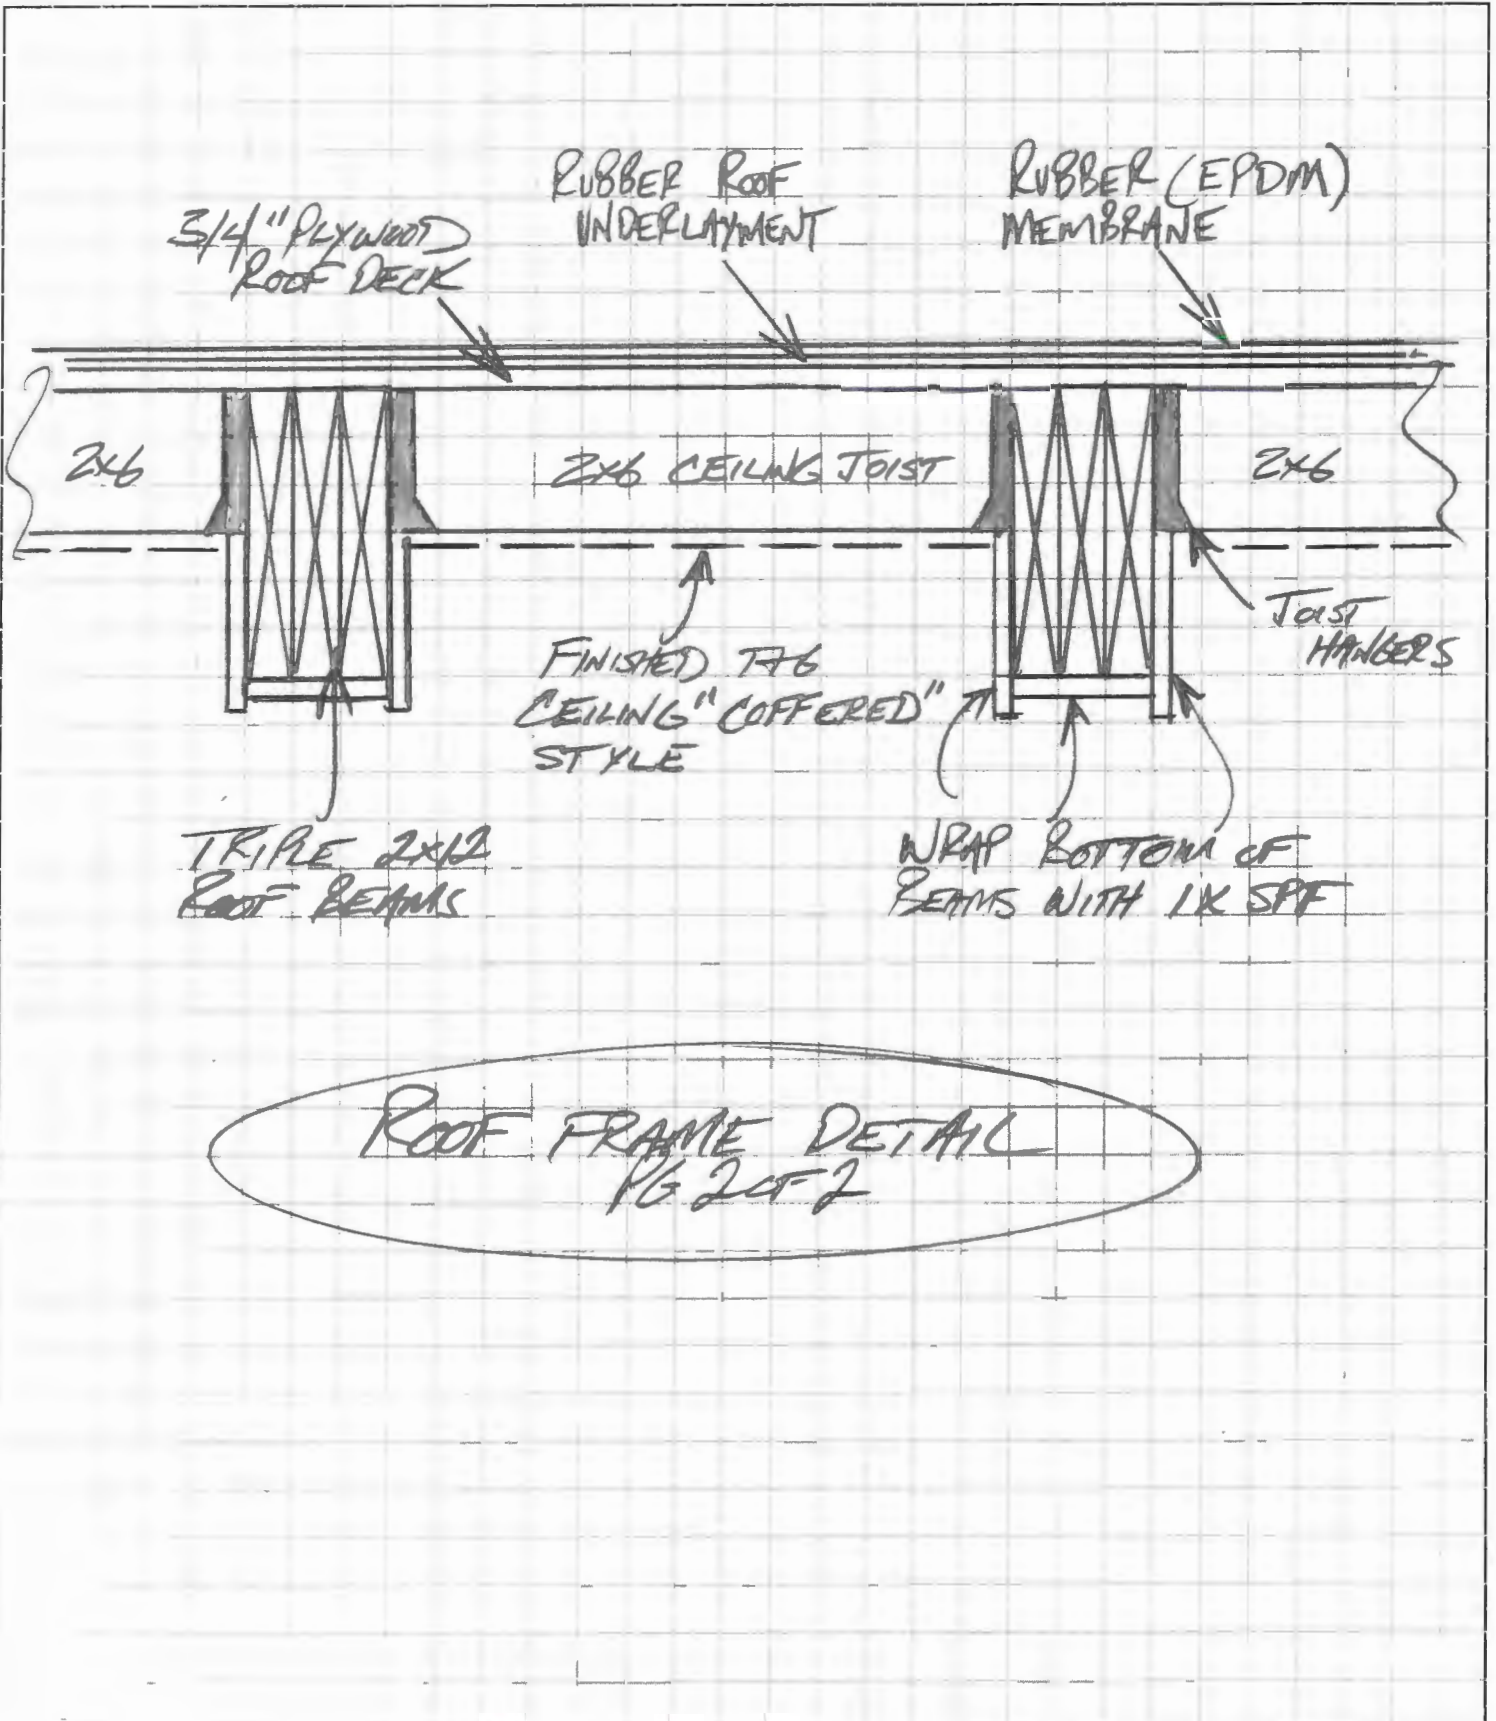 RUBBER ROOF
UNDERLAYMENT
RUBBER (EPDM)
MEMBRANE
3/4" PLYWOOD
ROOF DECK
2x6
2x6 CEILING JOIST
2x6
JOIST
HANGERS
FINISHED T+G
CEILING "COFFERED"
STYLE
TRIPLE 2x12
ROOF BEAMS
WRAP BOTTOM OF
BEAMS WITH 1X SPF
ROOF FRAME DETAIL
PG 2 OF 2